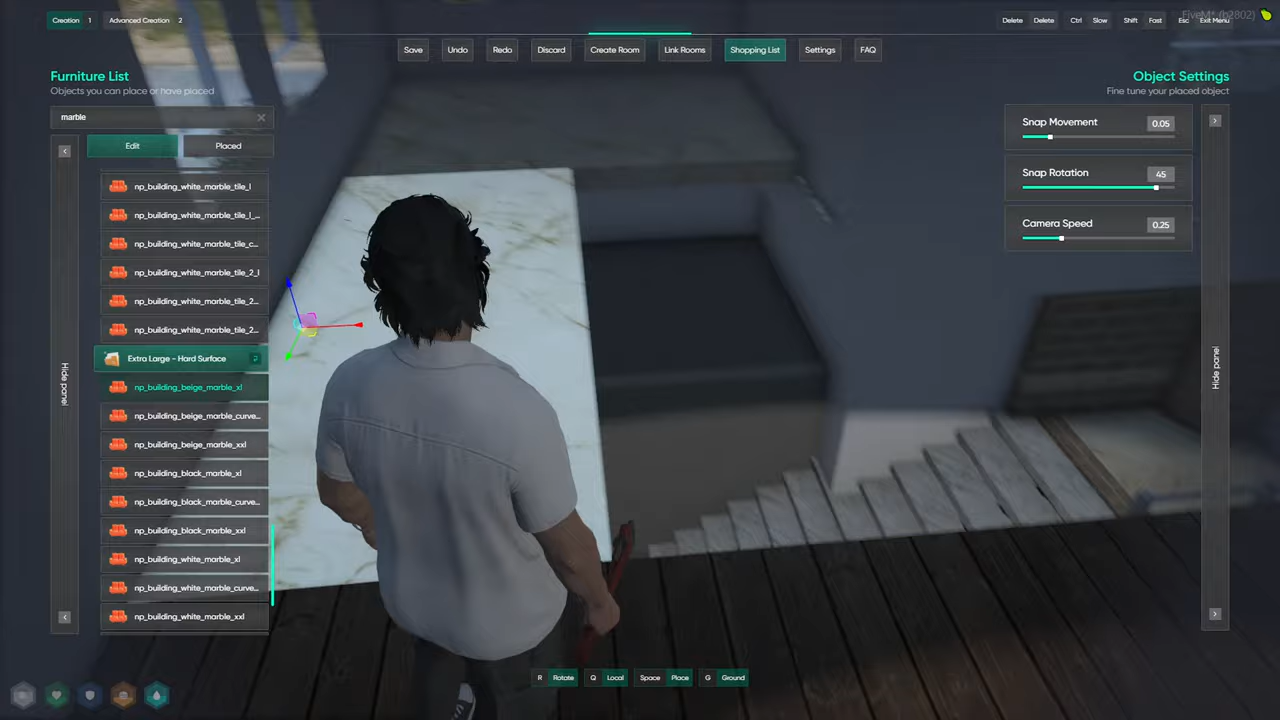 Creation 1 Advanced Creation 2
FiveM* (b2802)
Delete Delete Ctrl Slow Shift Fast Esc Exit Menu
Save Undo Redo Discard Create Room Link Rooms Shopping List Settings FAQ
Furniture List
Objects you can place or have placed
marble
Edit Placed
Hide panel
np_building_white_marble_tile_l
np_building_white_marble_tile_l_...
np_building_white_marble_tile_c...
np_building_white_marble_tile_2_l
np_building_white_marble_tile_2...
np_building_white_marble_tile_2...
Extra Large - Hard Surface
np_building_beige_marble_xl
np_building_beige_marble_curve...
np_building_beige_marble_xxl
np_building_black_marble_xl
np_building_black_marble_curve...
np_building_black_marble_xxl
np_building_white_marble_xl
np_building_white_marble_curve...
np_building_white_marble_xxl
Object Settings
Fine tune your placed object
Snap Movement 0.05
Snap Rotation 45
Camera Speed 0.25
Hide panel
R Rotate Q Local Space Place G Ground